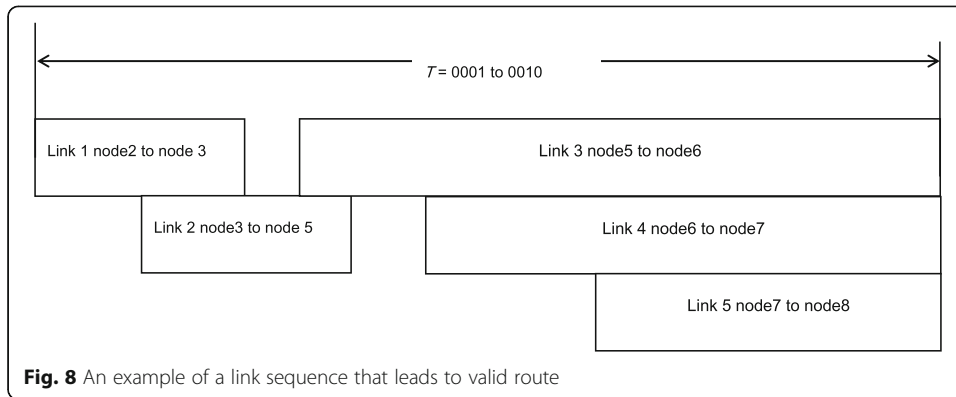 T = 0001 to 0010
Link 1 node2 to node 3
Link 3 node5 to node6
Link 2 node3 to node 5
Link 4 node6 to node7
Link 5 node7 to node8
Fig. 8 An example of a link sequence that leads to valid route